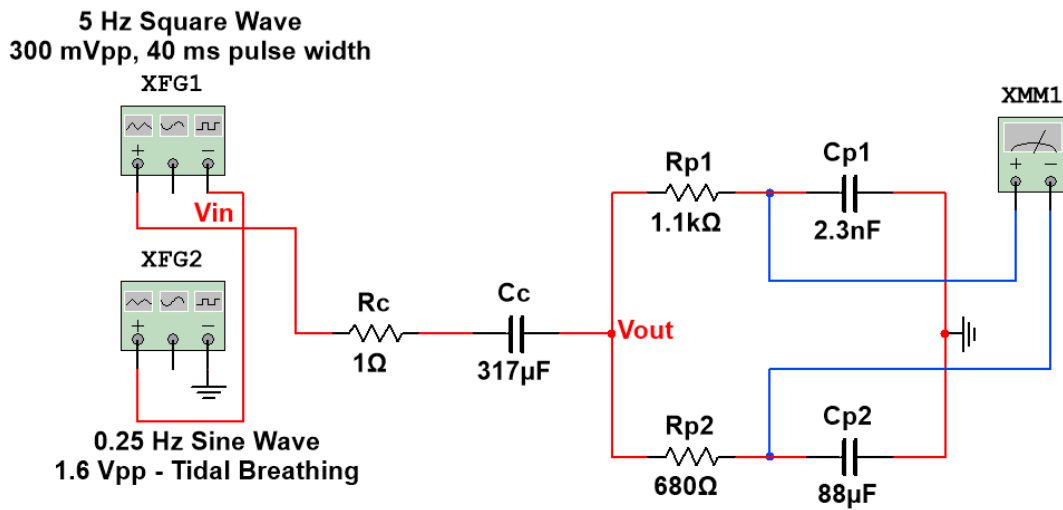 5 Hz Square Wave
300 mVpp, 40 ms pulse width
XFG1
+ −
Vin
XFG2
+ −
0.25 Hz Sine Wave
1.6 Vpp - Tidal Breathing
Rc
1Ω
Cc
317µF
Vout
Rp1
1.1kΩ
Cp1
2.3nF
Rp2
680Ω
Cp2
88µF
XMM1
+ −